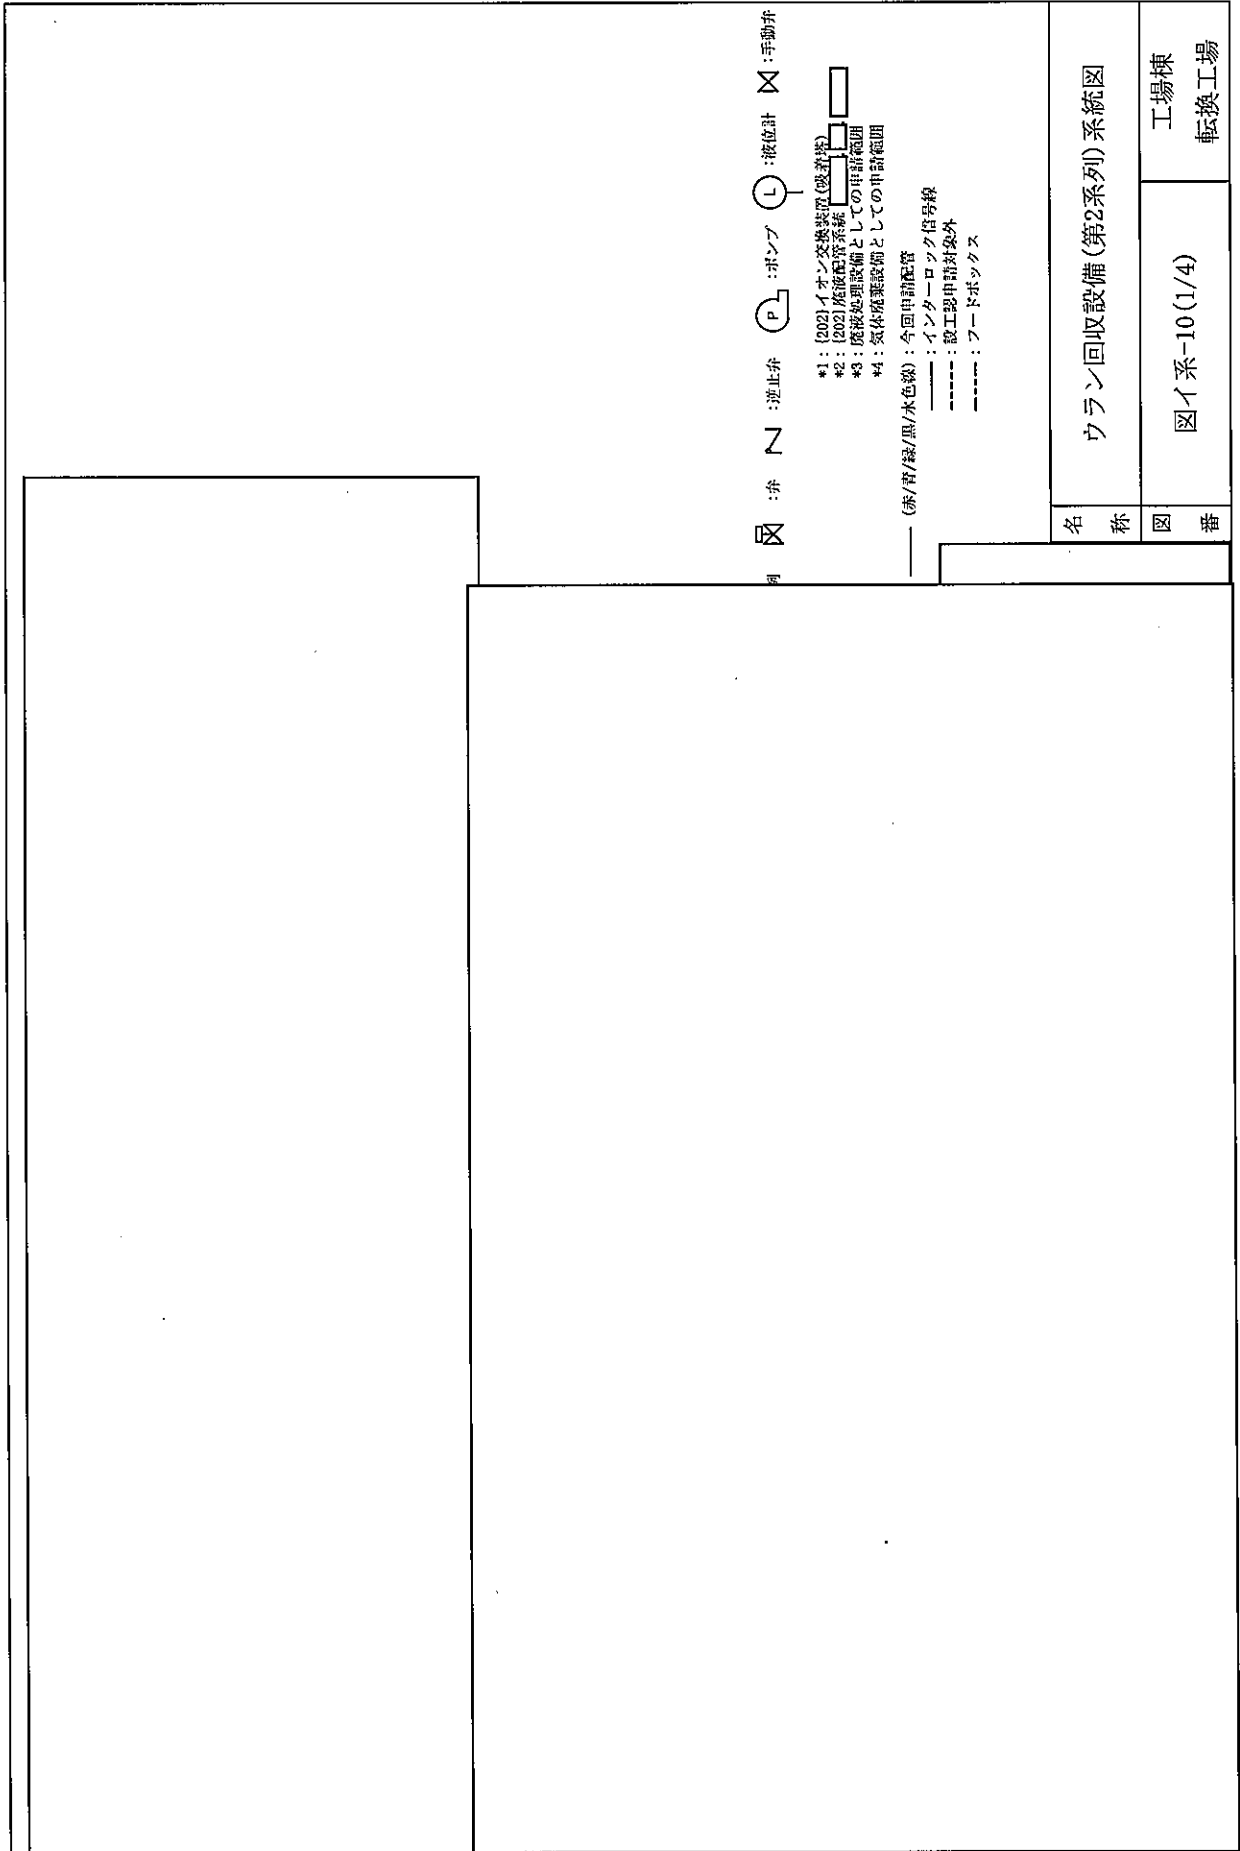 例 :弁 :逆止弁 P :ポンプ L :液位計 :手動弁
*1：{202}イオン交換装置(吸着塔)
*2：{202}廃液配管系統
*3：廃液処理設備としての申請範囲
*4：気体廃棄設備としての申請範囲
(赤/青/緑/黒/水色線)：今回申請配管
：インターロック信号線
：設工認申請対象外
：フードボックス
名称 ウラン回収設備(第2系列)系統図
図番 図イ系-10(1/4)
工場棟
転換工場